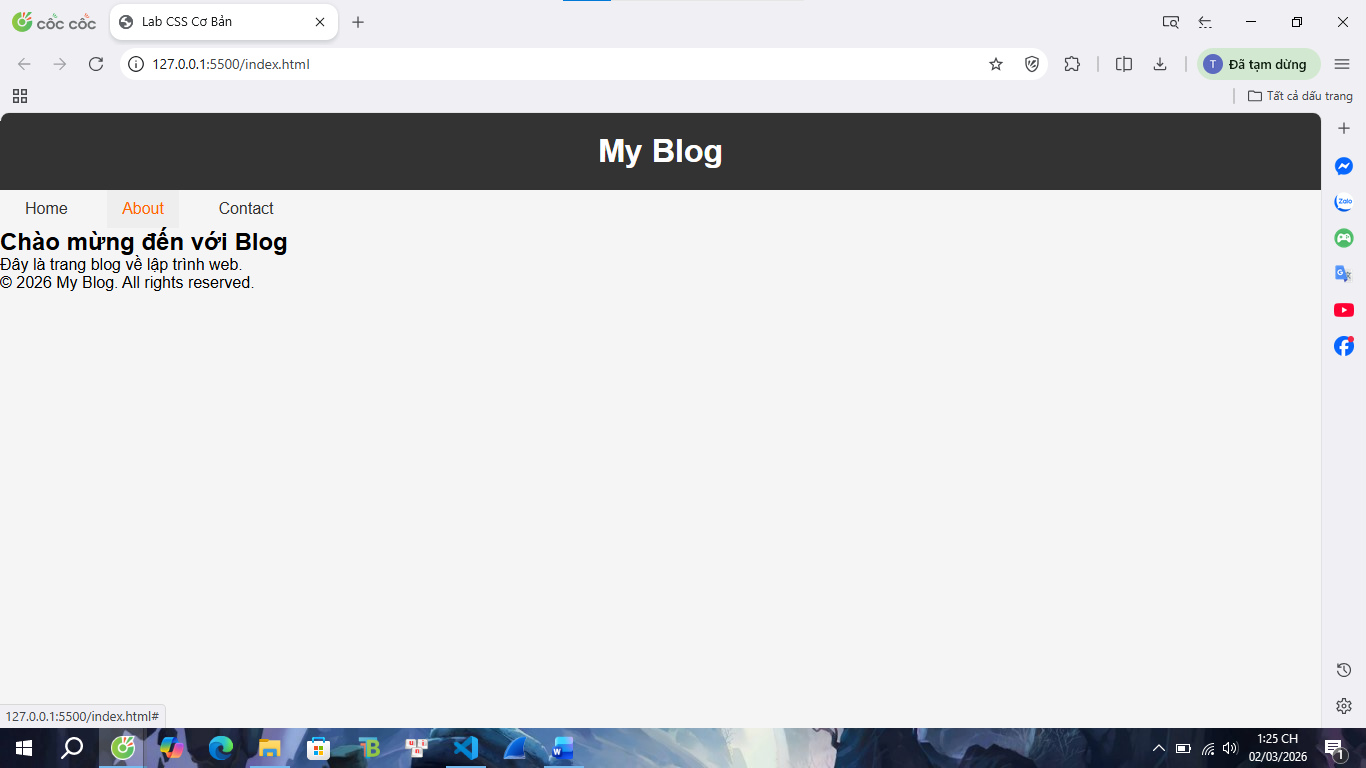 cốc cốc
Lab CSS Cơ Bản
127.0.0.1:5500/index.html
T
Đã tạm dừng
Tất cả dấu trang
My Blog
Home About Contact
Chào mừng đến với Blog
Đây là trang blog về lập trình web.
© 2026 My Blog. All rights reserved.
Zalo
127.0.0.1:5500/index.html#
1:25 CH
02/03/2026
1